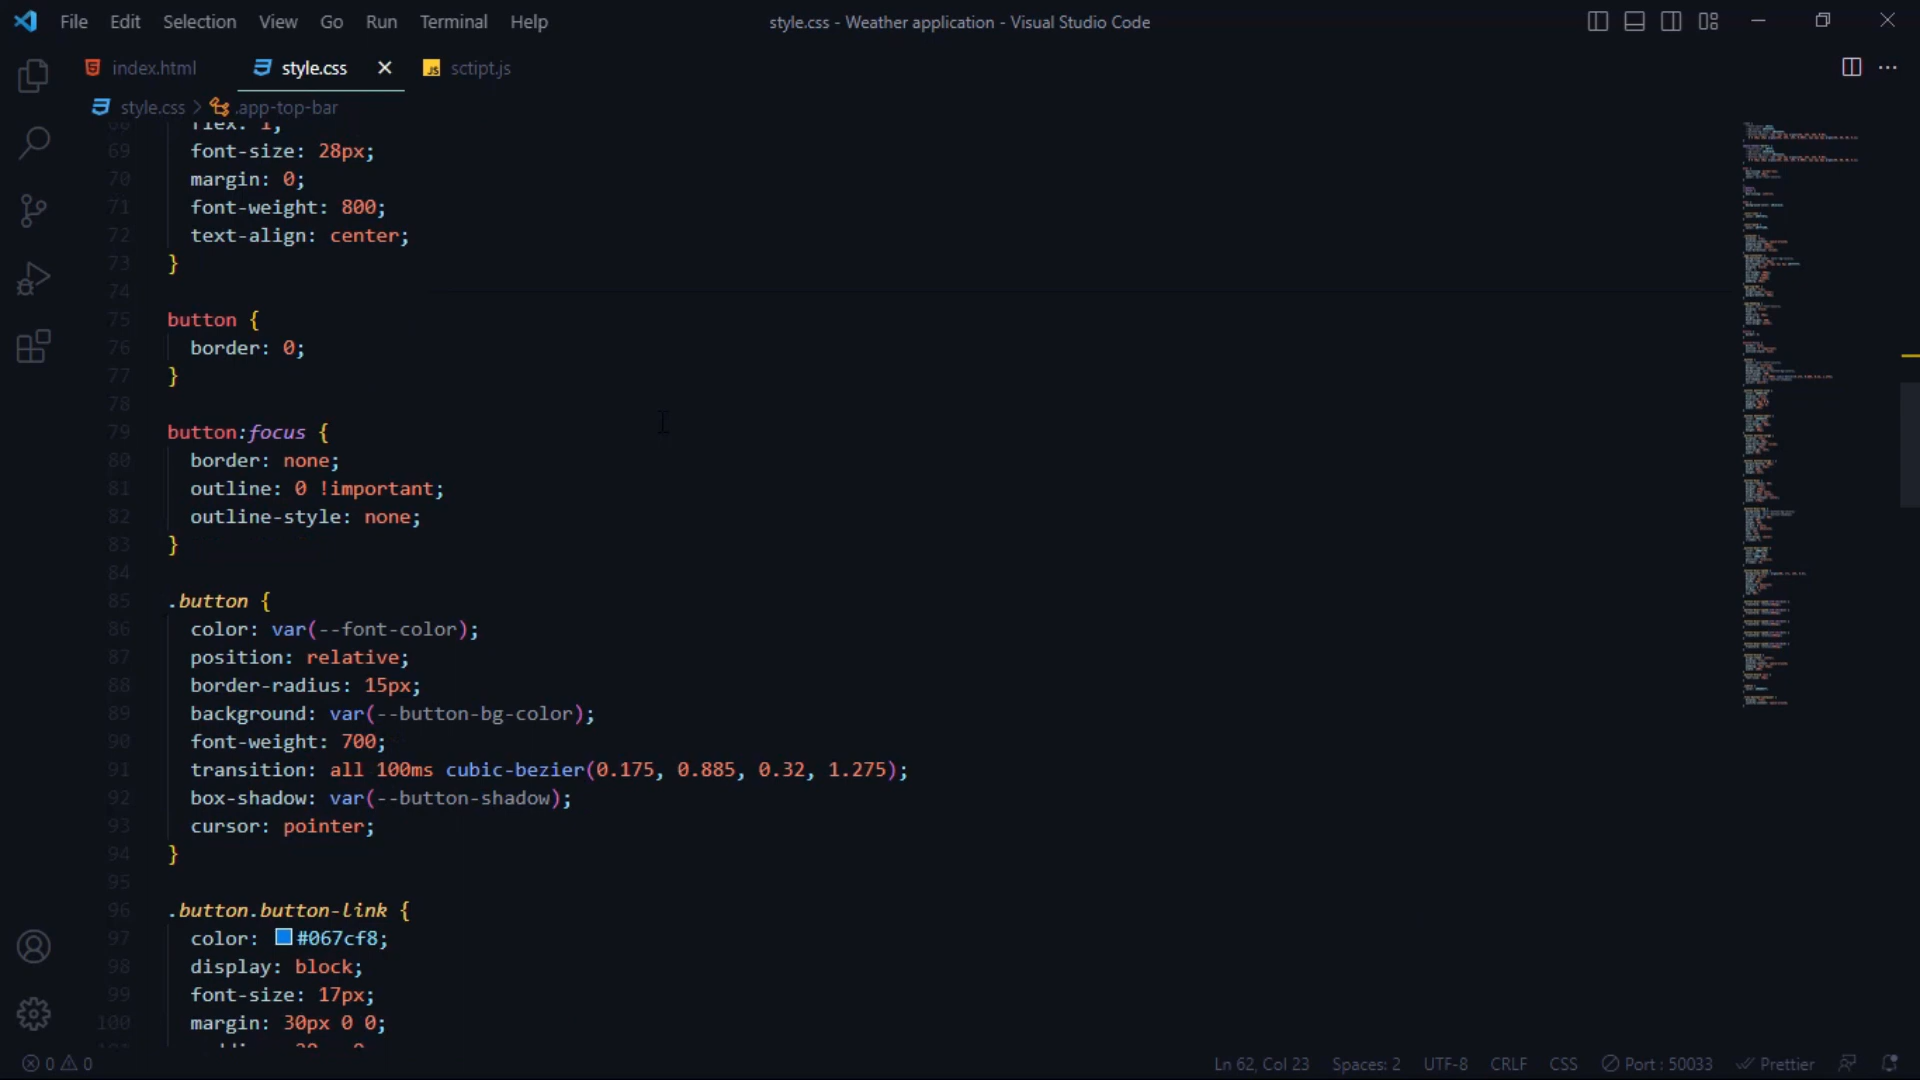 File Edit Selection View Go Run Terminal Help style.css - Weather application - Visual Studio Code
index.html style.css sctipt.js
style.css > .app-top-bar
68 flex: 1;
69 font-size: 28px;
70 margin: 0;
71 font-weight: 800;
72 text-align: center;
73 }
74
75 button {
76 border: 0;
77 }
78
79 button:focus {
80 border: none;
81 outline: 0 !important;
82 outline-style: none;
83 }
84
85 .button {
86 color: var(--font-color);
87 position: relative;
88 border-radius: 15px;
89 background: var(--button-bg-color);
90 font-weight: 700;
91 transition: all 100ms cubic-bezier(0.175, 0.885, 0.32, 1.275);
92 box-shadow: var(--button-shadow);
93 cursor: pointer;
94 }
95
96 .button.button-link {
97 color: #067cf8;
98 display: block;
99 font-size: 17px;
100 margin: 30px 0 0;
0 0 Ln 62, Col 23 Spaces: 2 UTF-8 CRLF CSS Port : 50033 Prettier